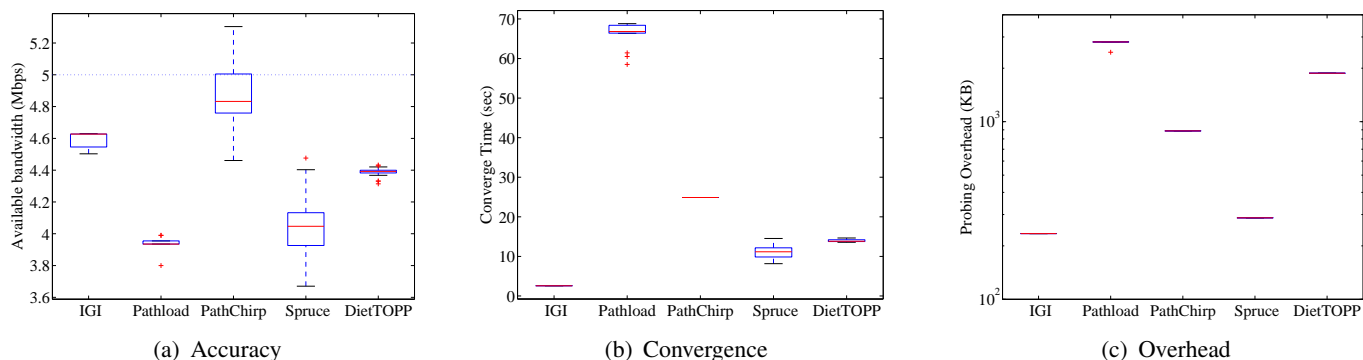 5.2
5
4.8
4.6
4.4
4.2
4
3.8
3.6
Available bandwidth (Mbps)
IGI Pathload PathChirp Spruce DietTOPP
(a) Accuracy
70
60
50
40
30
20
10
0
Converge Time (sec)
IGI Pathload PathChirp Spruce DietTOPP
(b) Convergence
10^3
10^2
Probing Overhead (KB)
IGI Pathload PathChirp Spruce DietTOPP
(c) Overhead